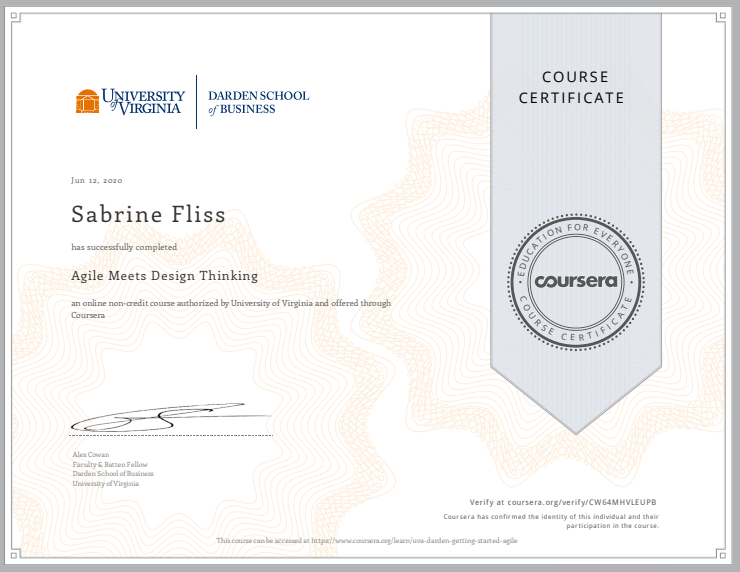 UNIVERSITY of VIRGINIA
DARDEN SCHOOL
of BUSINESS
COURSE
CERTIFICATE
Jun 12, 2020
Sabrine Fliss
has successfully completed
Agile Meets Design Thinking
an online non-credit course authorized by University of Virginia and offered through
Coursera
EDUCATION FOR EVERYONE
coursera
COURSE CERTIFICATE
Alex Cowan
Faculty & Batten Fellow
Darden School of Business
University of Virginia
Verify at coursera.org/verify/CW64MHVLEUPB
Coursera has confirmed the identity of this individual and their
participation in the course.
This course can be accessed at https://www.coursera.org/learn/uva-darden-getting-started-agile